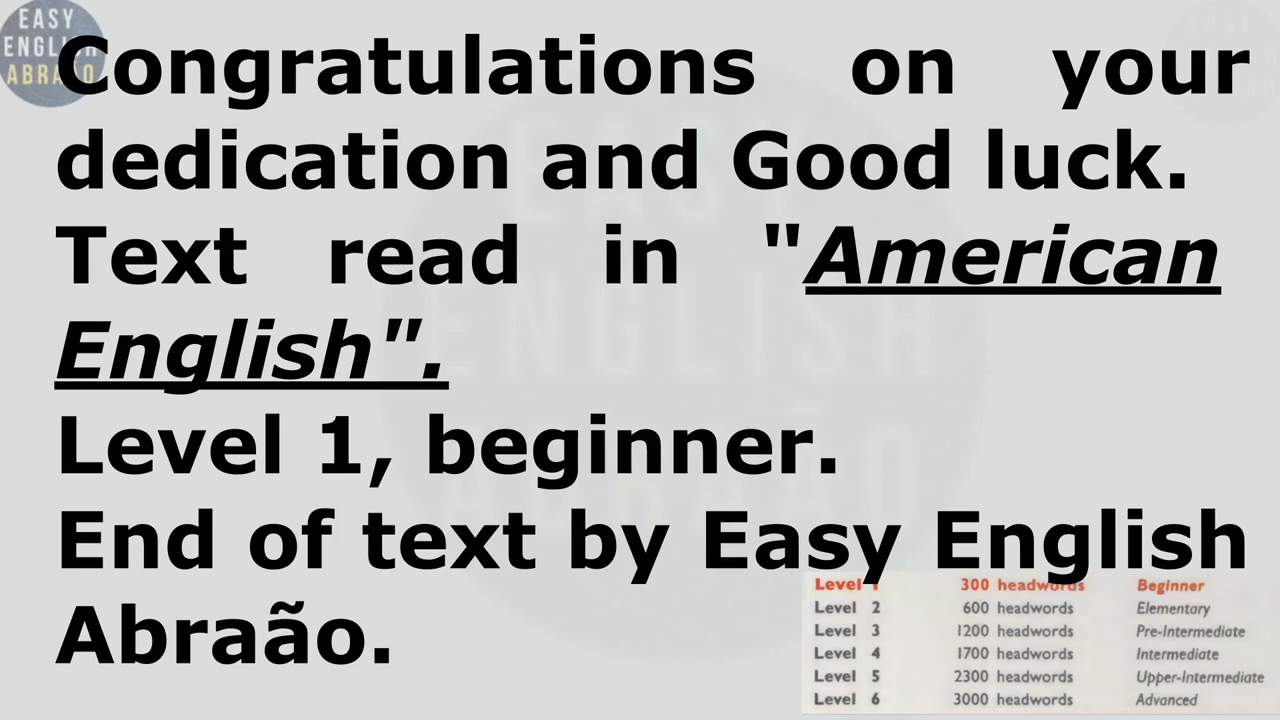 EASY
ENGLISH
ABRAÃO
Congratulations on your
dedication and Good luck.
Text read in "American
English".
Level 1, beginner.
End of text by Easy English
Abraão.
Level 1 300 headwords Beginner
Level 2 600 headwords Elementary
Level 3 1200 headwords Pre-Intermediate
Level 4 1700 headwords Intermediate
Level 5 2300 headwords Upper-Intermediate
Level 6 3000 headwords Advanced
EASY
ENGLISH
ABRAÃO